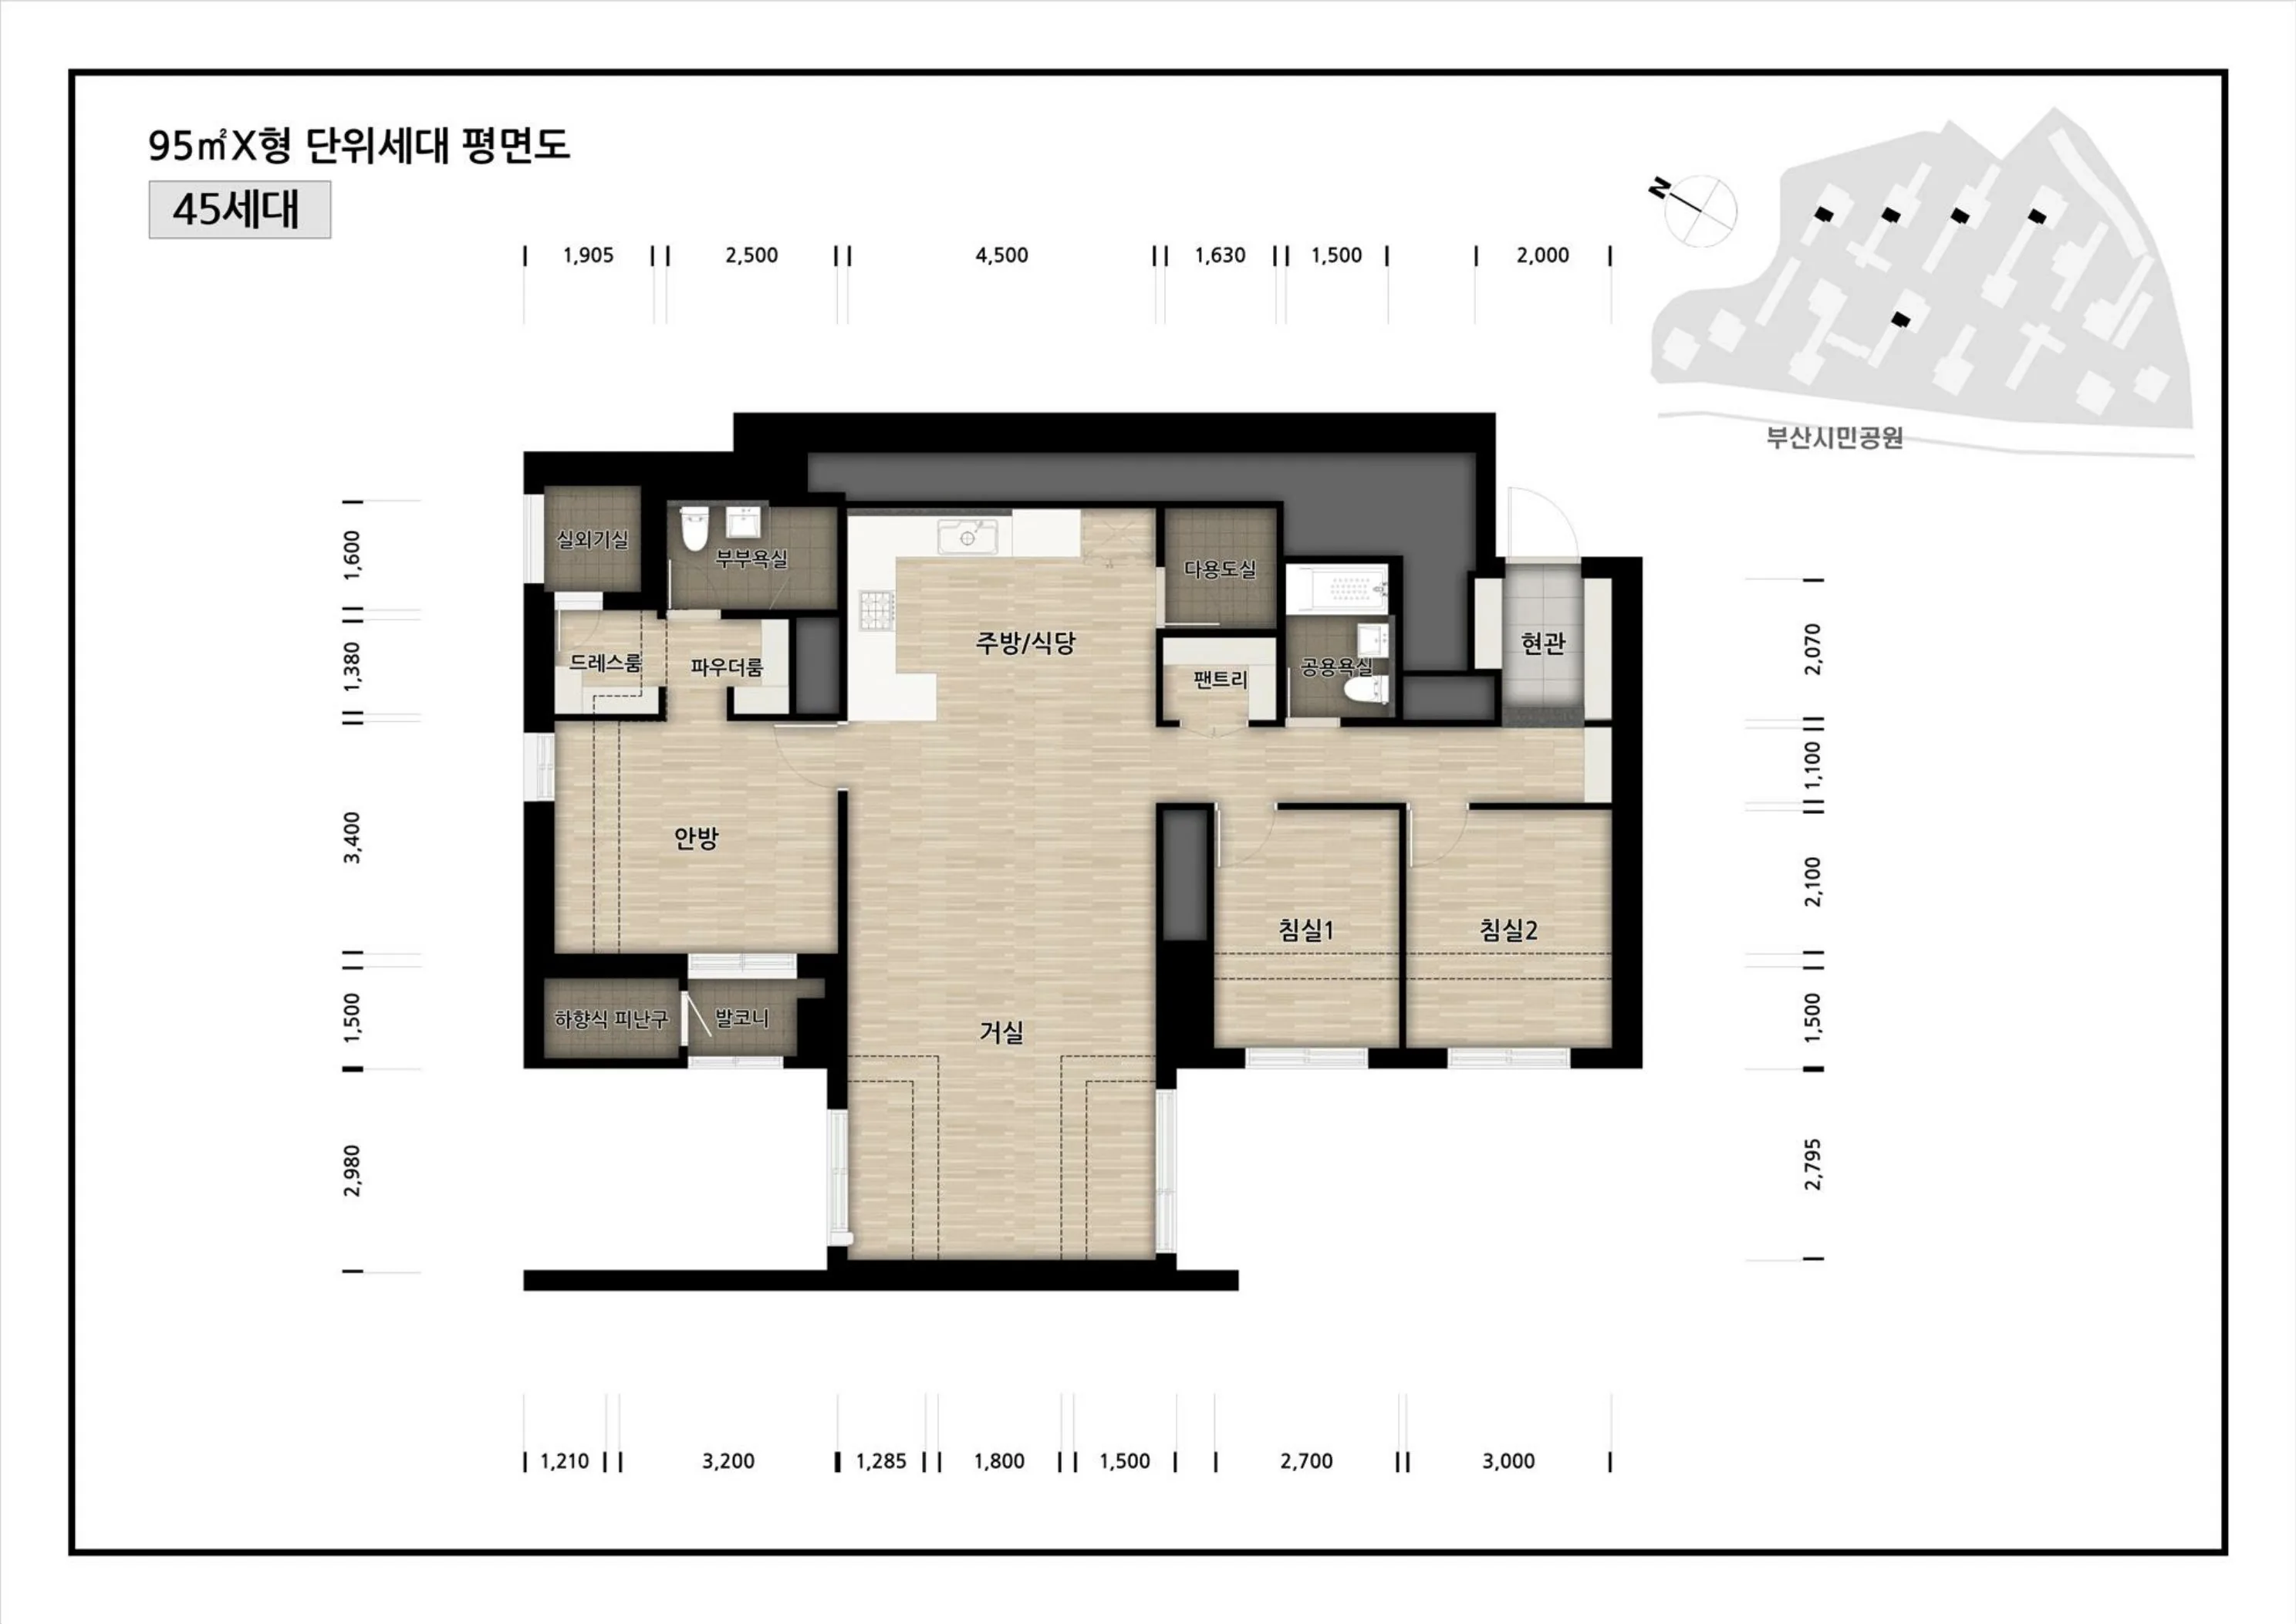 95㎡X형 단위세대 평면도
45세대
N
부산시민공원
1,905 2,500 4,500 1,630 1,500 2,000
1,600
1,380
3,400
1,500
2,980
2,070
1,100
2,100
1,500
2,795
실외기실
부부욕실
다용도실
드레스룸
파우더룸
주방/식당
팬트리
공용욕실
현관
안방
침실1
침실2
하향식 피난구
발코니
거실
1,210 3,200 1,285 1,800 1,500 2,700 3,000